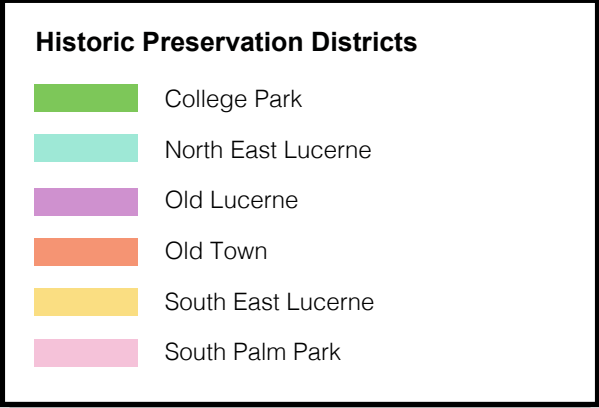 Historic Preservation Districts
College Park
North East Lucerne
Old Lucerne
Old Town
South East Lucerne
South Palm Park